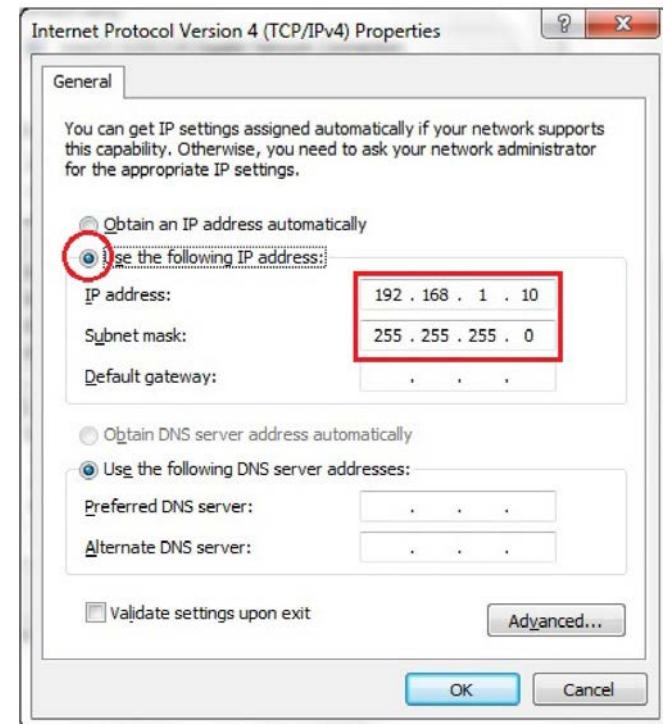 Internet Protocol Version 4 (TCP/IPv4) Properties
General
You can get IP settings assigned automatically if your network supports
this capability. Otherwise, you need to ask your network administrator
for the appropriate IP settings.
Obtain an IP address automatically
Use the following IP address:
IP address: 192 . 168 . 1 . 10
Subnet mask: 255 . 255 . 255 . 0
Default gateway: . . .
Obtain DNS server address automatically
Use the following DNS server addresses:
Preferred DNS server: . . .
Alternate DNS server: . . .
Validate settings upon exit
Advanced...
OK Cancel